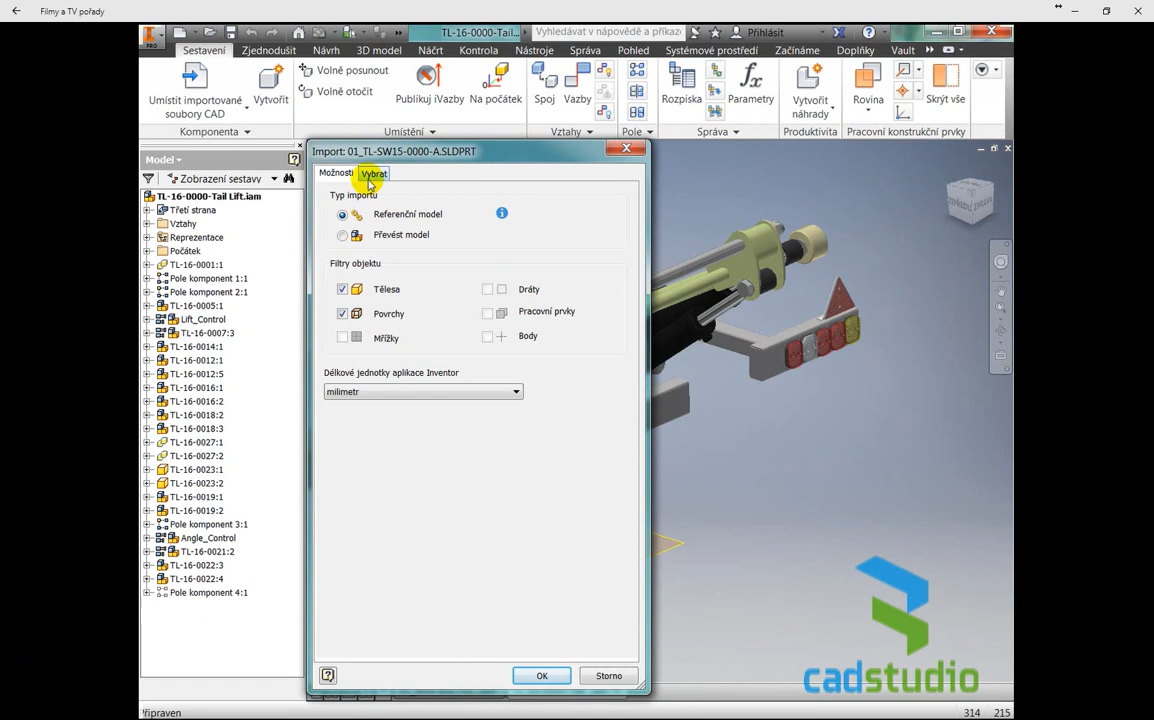 Filmy a TV pořady
PRO
TL-16-0000-Tail...
Vyhledávat v nápovědě a příkaze
Přihlásit
Sestavení Zjednodušit Návrh 3D model Načrt Kontrola Nástroje Správa Pohled Systémové prostředí Začínáme Doplňky Vault
Umístit importované soubory CAD
Vytvořit
Volně posunout
Volně otočit
Publikuj iVazby
Na počátek
Spoj
Vazby
Rozpiska
Parametry
Vytvořit náhrady
Rovina
Skrýt vše
Komponenta Umístění Vztahy Pole Správa Produktivita Pracovní konstrukční prvky
Model
Zobrazení sestavy
TL-16-0000-Tail Lift.iam
Třetí strana
Vztahy
Reprezentace
Počátek
TL-16-0001:1
Pole komponent 1:1
Pole komponent 2:1
TL-16-0005:1
Lift_Control
TL-16-0007:3
TL-16-0014:1
TL-16-0012:1
TL-16-0012:5
TL-16-0016:1
TL-16-0016:2
TL-16-0018:2
TL-16-0018:3
TL-16-0027:1
TL-16-0027:2
TL-16-0023:1
TL-16-0023:2
TL-16-0019:1
TL-16-0019:2
Pole komponent 3:1
Angle_Control
TL-16-0021:2
TL-16-0022:3
TL-16-0022:4
Pole komponent 4:1
Import: 01_TL-SW15-0000-A.SLDPRT
Možnosti Vybrat
Typ importu
Referenční model
Převést model
Filtry objektu
Tělesa
Dráty
Povrchy
Pracovní prvky
Mřížky
Body
Délkové jednotky aplikace Inventor
milimetr
OK Storno
cadstudio
Připraven
314 215